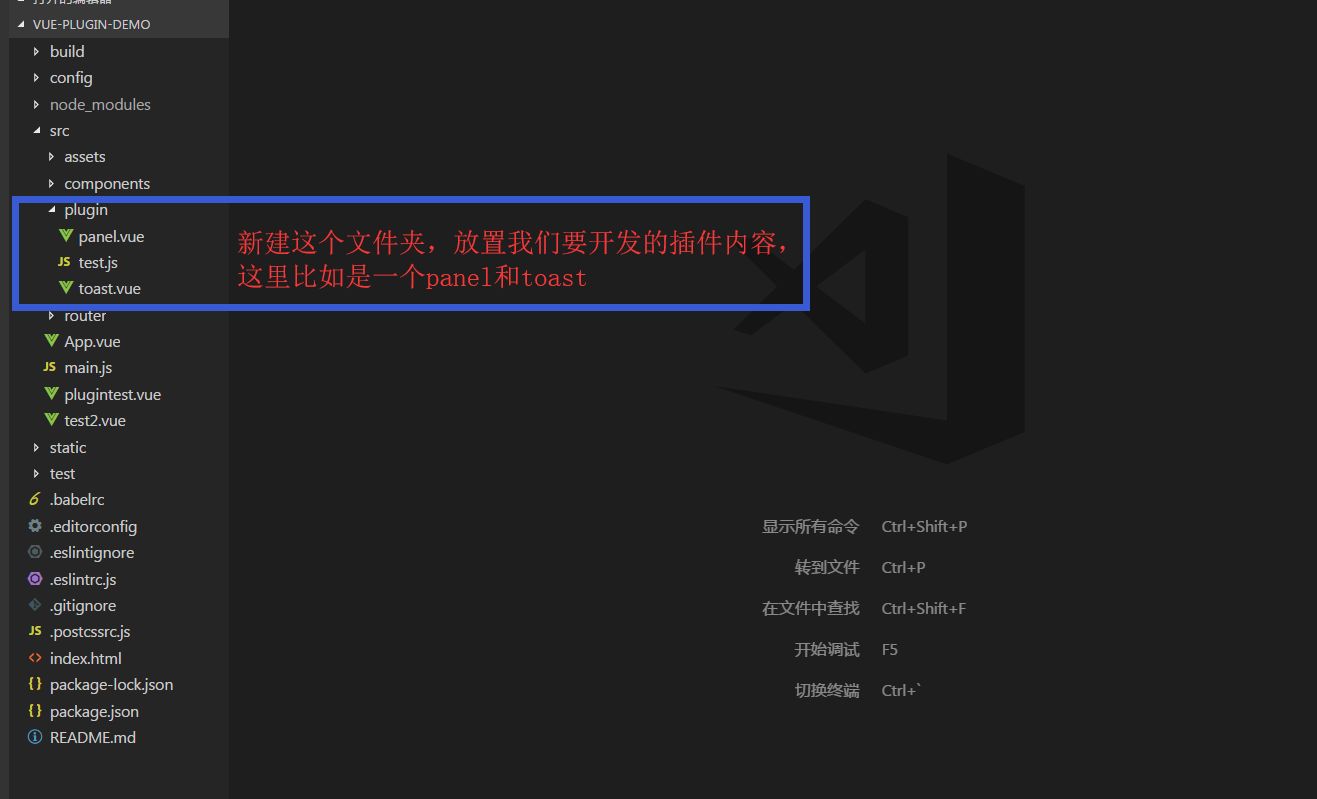 打开的编辑器
VUE-PLUGIN-DEMO
build
config
node_modules
src
assets
components
plugin
panel.vue
JS test.js
toast.vue
新建这个文件夹，放置我们要开发的插件内容，
这里比如是一个panel和toast
router
App.vue
JS main.js
plugintest.vue
test2.vue
static
test
.babelrc
.editorconfig
.eslintignore
.eslintrc.js
.gitignore
JS .postcssrc.js
index.html
package-lock.json
package.json
README.md
显示所有命令 Ctrl+Shift+P
转到文件 Ctrl+P
在文件中查找 Ctrl+Shift+F
开始调试 F5
切换终端 Ctrl+`